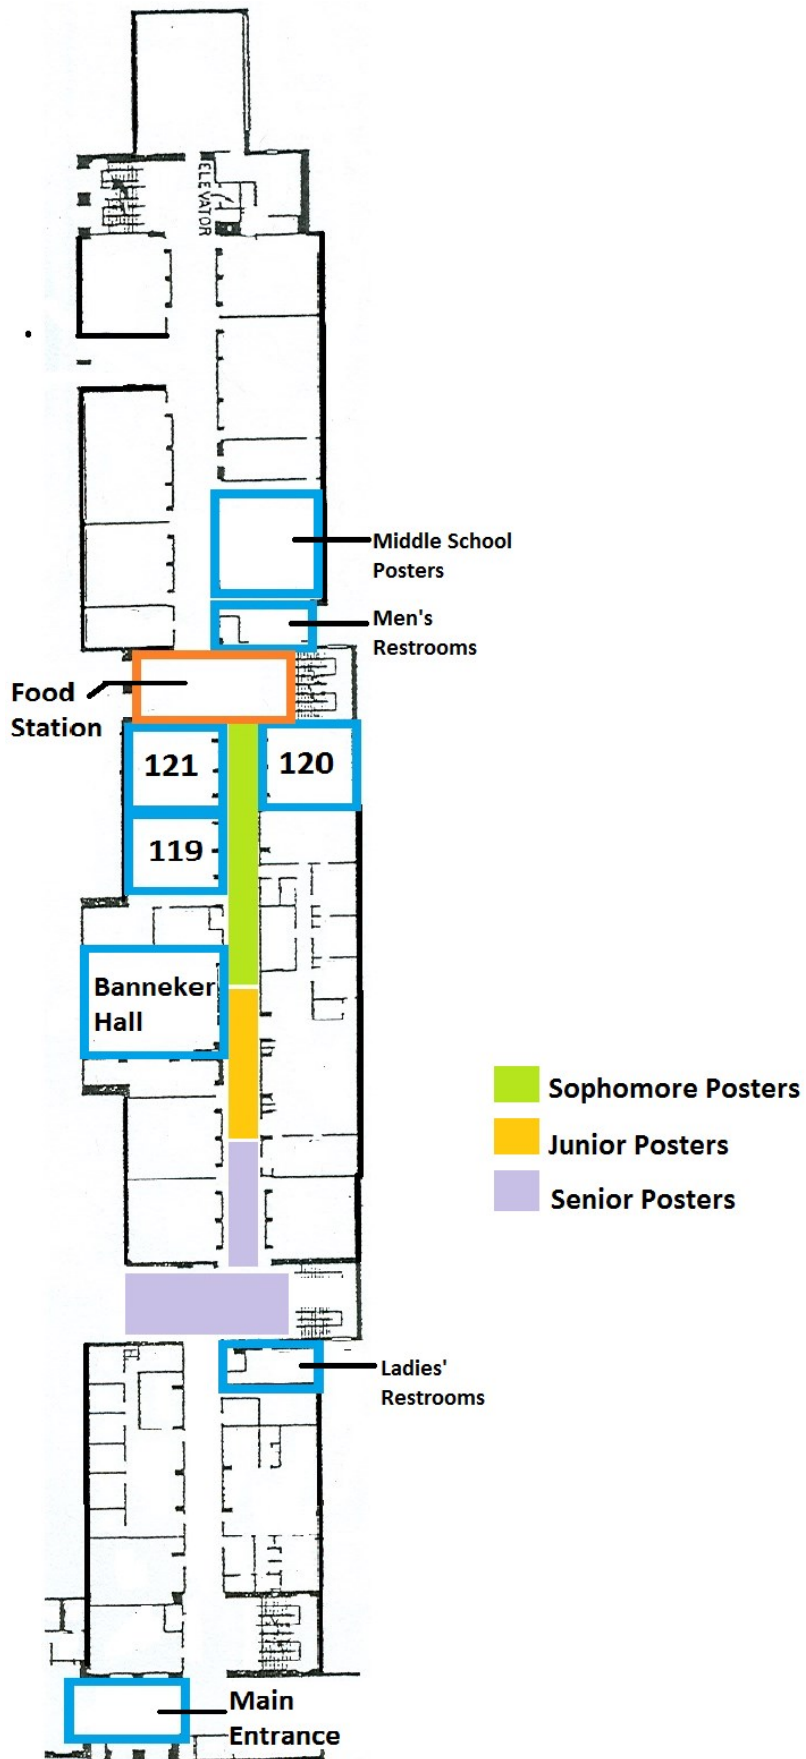 ELEVATOR
Middle School
Posters
Men's
Restrooms
Food
Station
121
120
119
Banneker
Hall
Sophomore Posters
Junior Posters
Senior Posters
Ladies'
Restrooms
Main
Entrance